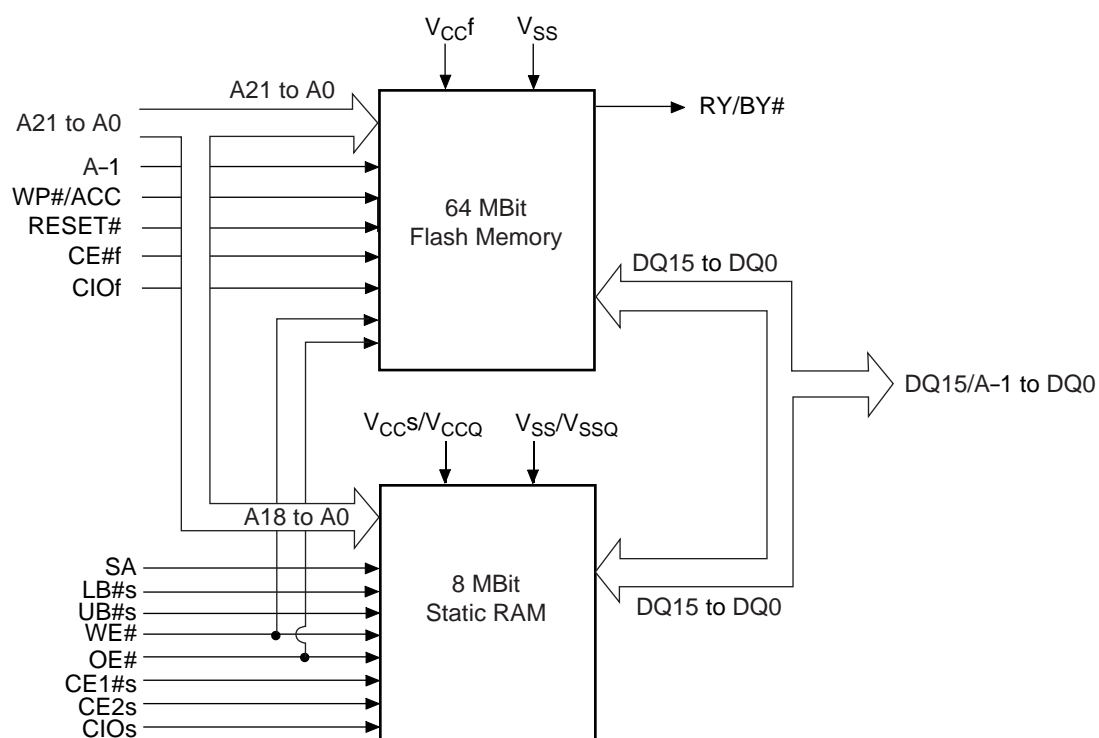 VCCf
VSS
A21 to A0
A21 to A0
RY/BY#
A–1
WP#/ACC
RESET#
CE#f
CIOf
64 MBit
Flash Memory
DQ15 to DQ0
DQ15/A–1 to DQ0
VCCs/VCCQ
VSS/VSSQ
A18 to A0
SA
LB#s
UB#s
WE#
OE#
CE1#s
CE2s
CIOs
8 MBit
Static RAM
DQ15 to DQ0